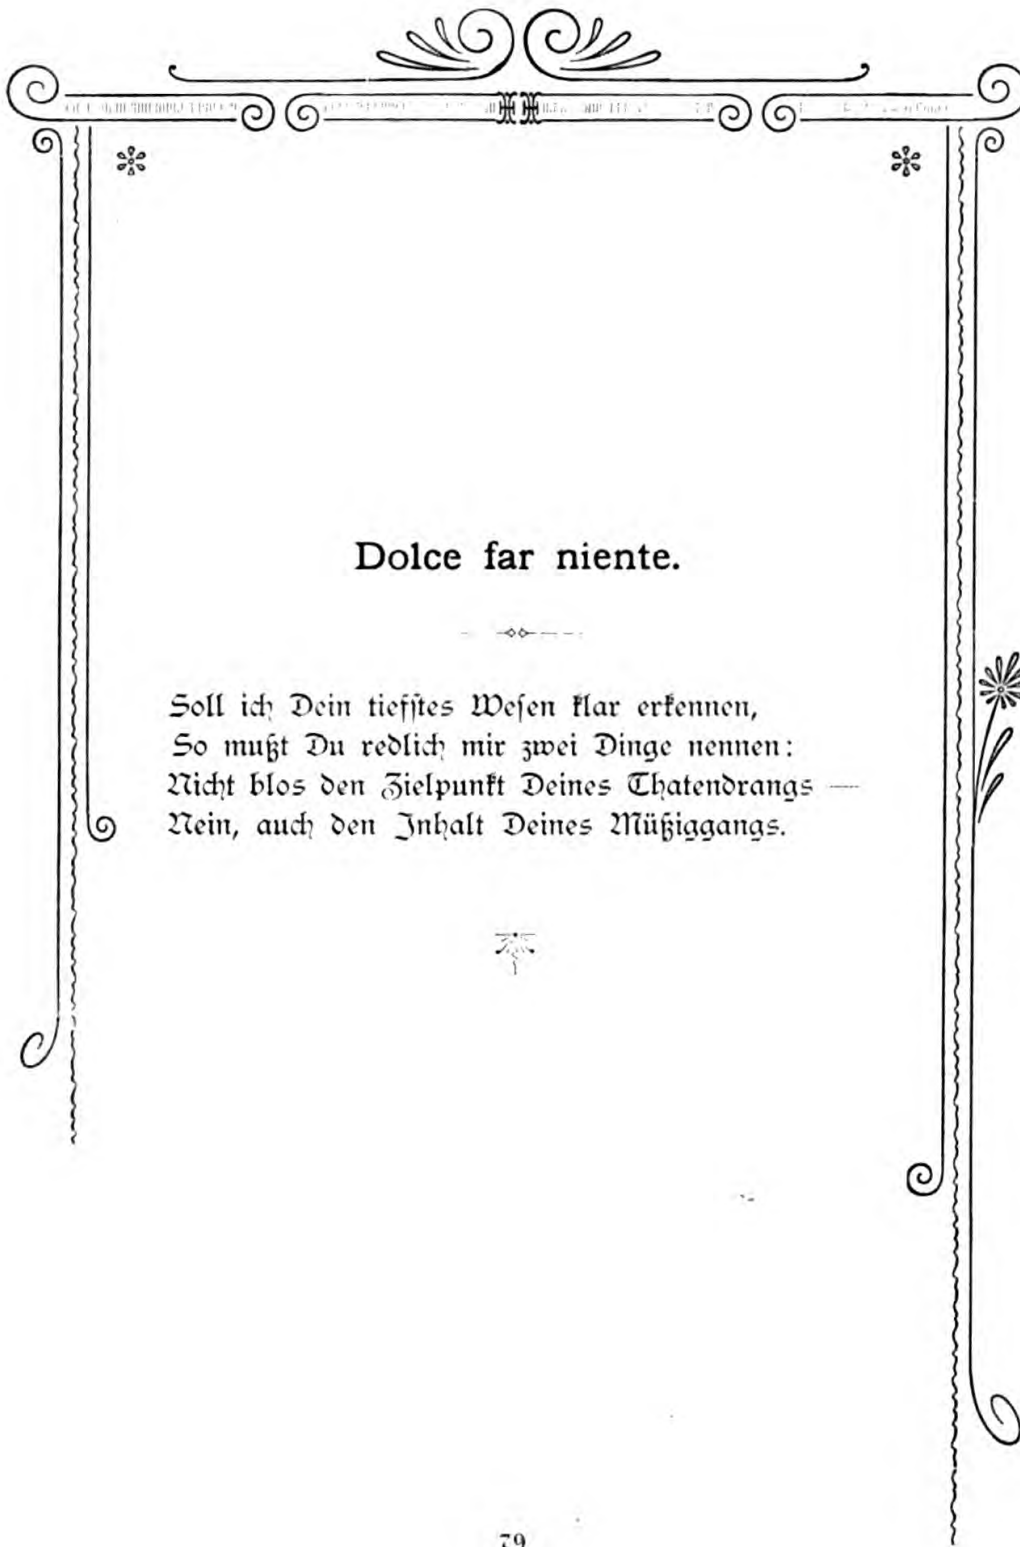 Dolce far niente.
Soll ich Dein tiefstes Wesen klar erkennen,
So mußt Du redlich mir zwei Dinge nennen:
Nicht blos den Zielpunkt Deines Thatendrangs —
Nein, auch den Inhalt Deines Müßiggangs.
79